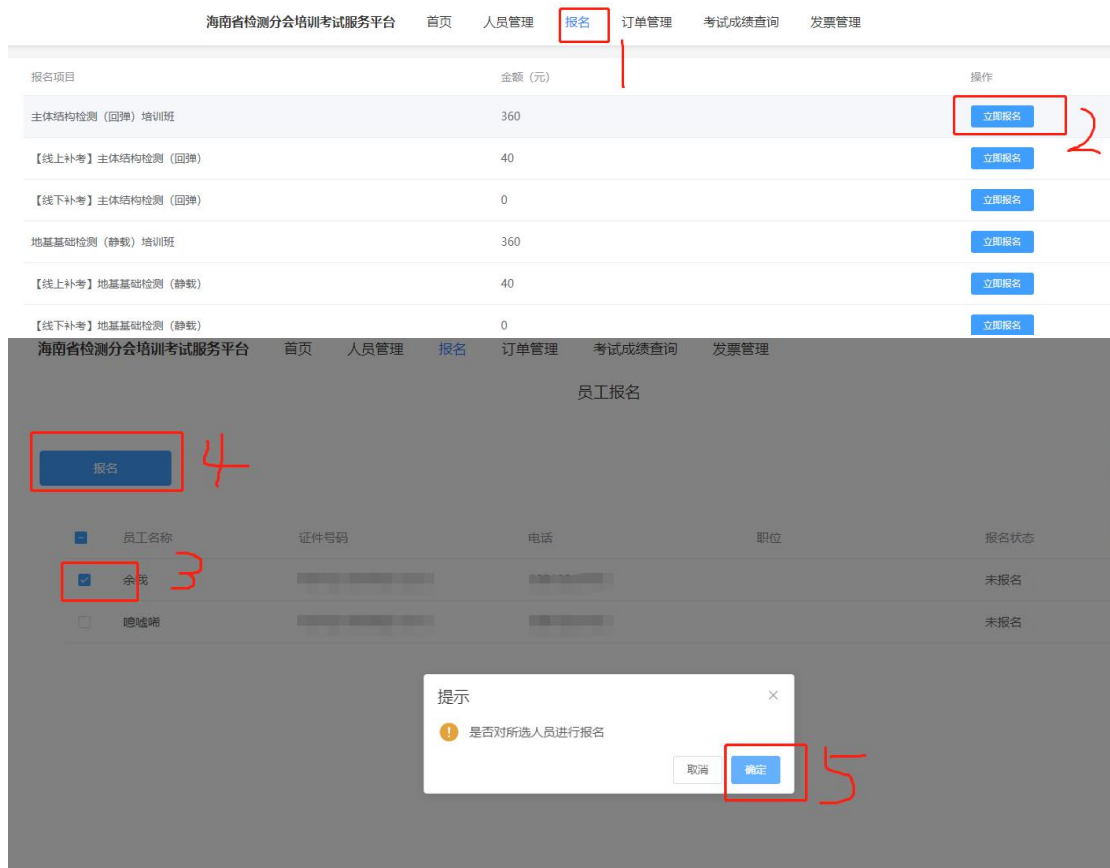 海南省检测分会培训考试服务平台 首页 人员管理 报名 订单管理 考试成绩查询 发票管理
1
报名项目 金额（元） 操作
主体结构检测（回弹）培训班 360 立即报名 2
【线上补考】主体结构检测（回弹） 40 立即报名
【线下补考】主体结构检测（回弹） 0 立即报名
地基基础检测（静载）培训班 360 立即报名
【线上补考】地基基础检测（静载） 40 立即报名
【线下补考】地基基础检测（静载） 0 立即报名
海南省检测分会培训考试服务平台 首页 人员管理 报名 订单管理 考试成绩查询 发票管理
员工报名
报名 4
员工名称 证件号码 电话 职位 报名状态
余我 3 未报名
噫嘘唏 未报名
提示
是否对所选人员进行报名
取消 确定 5